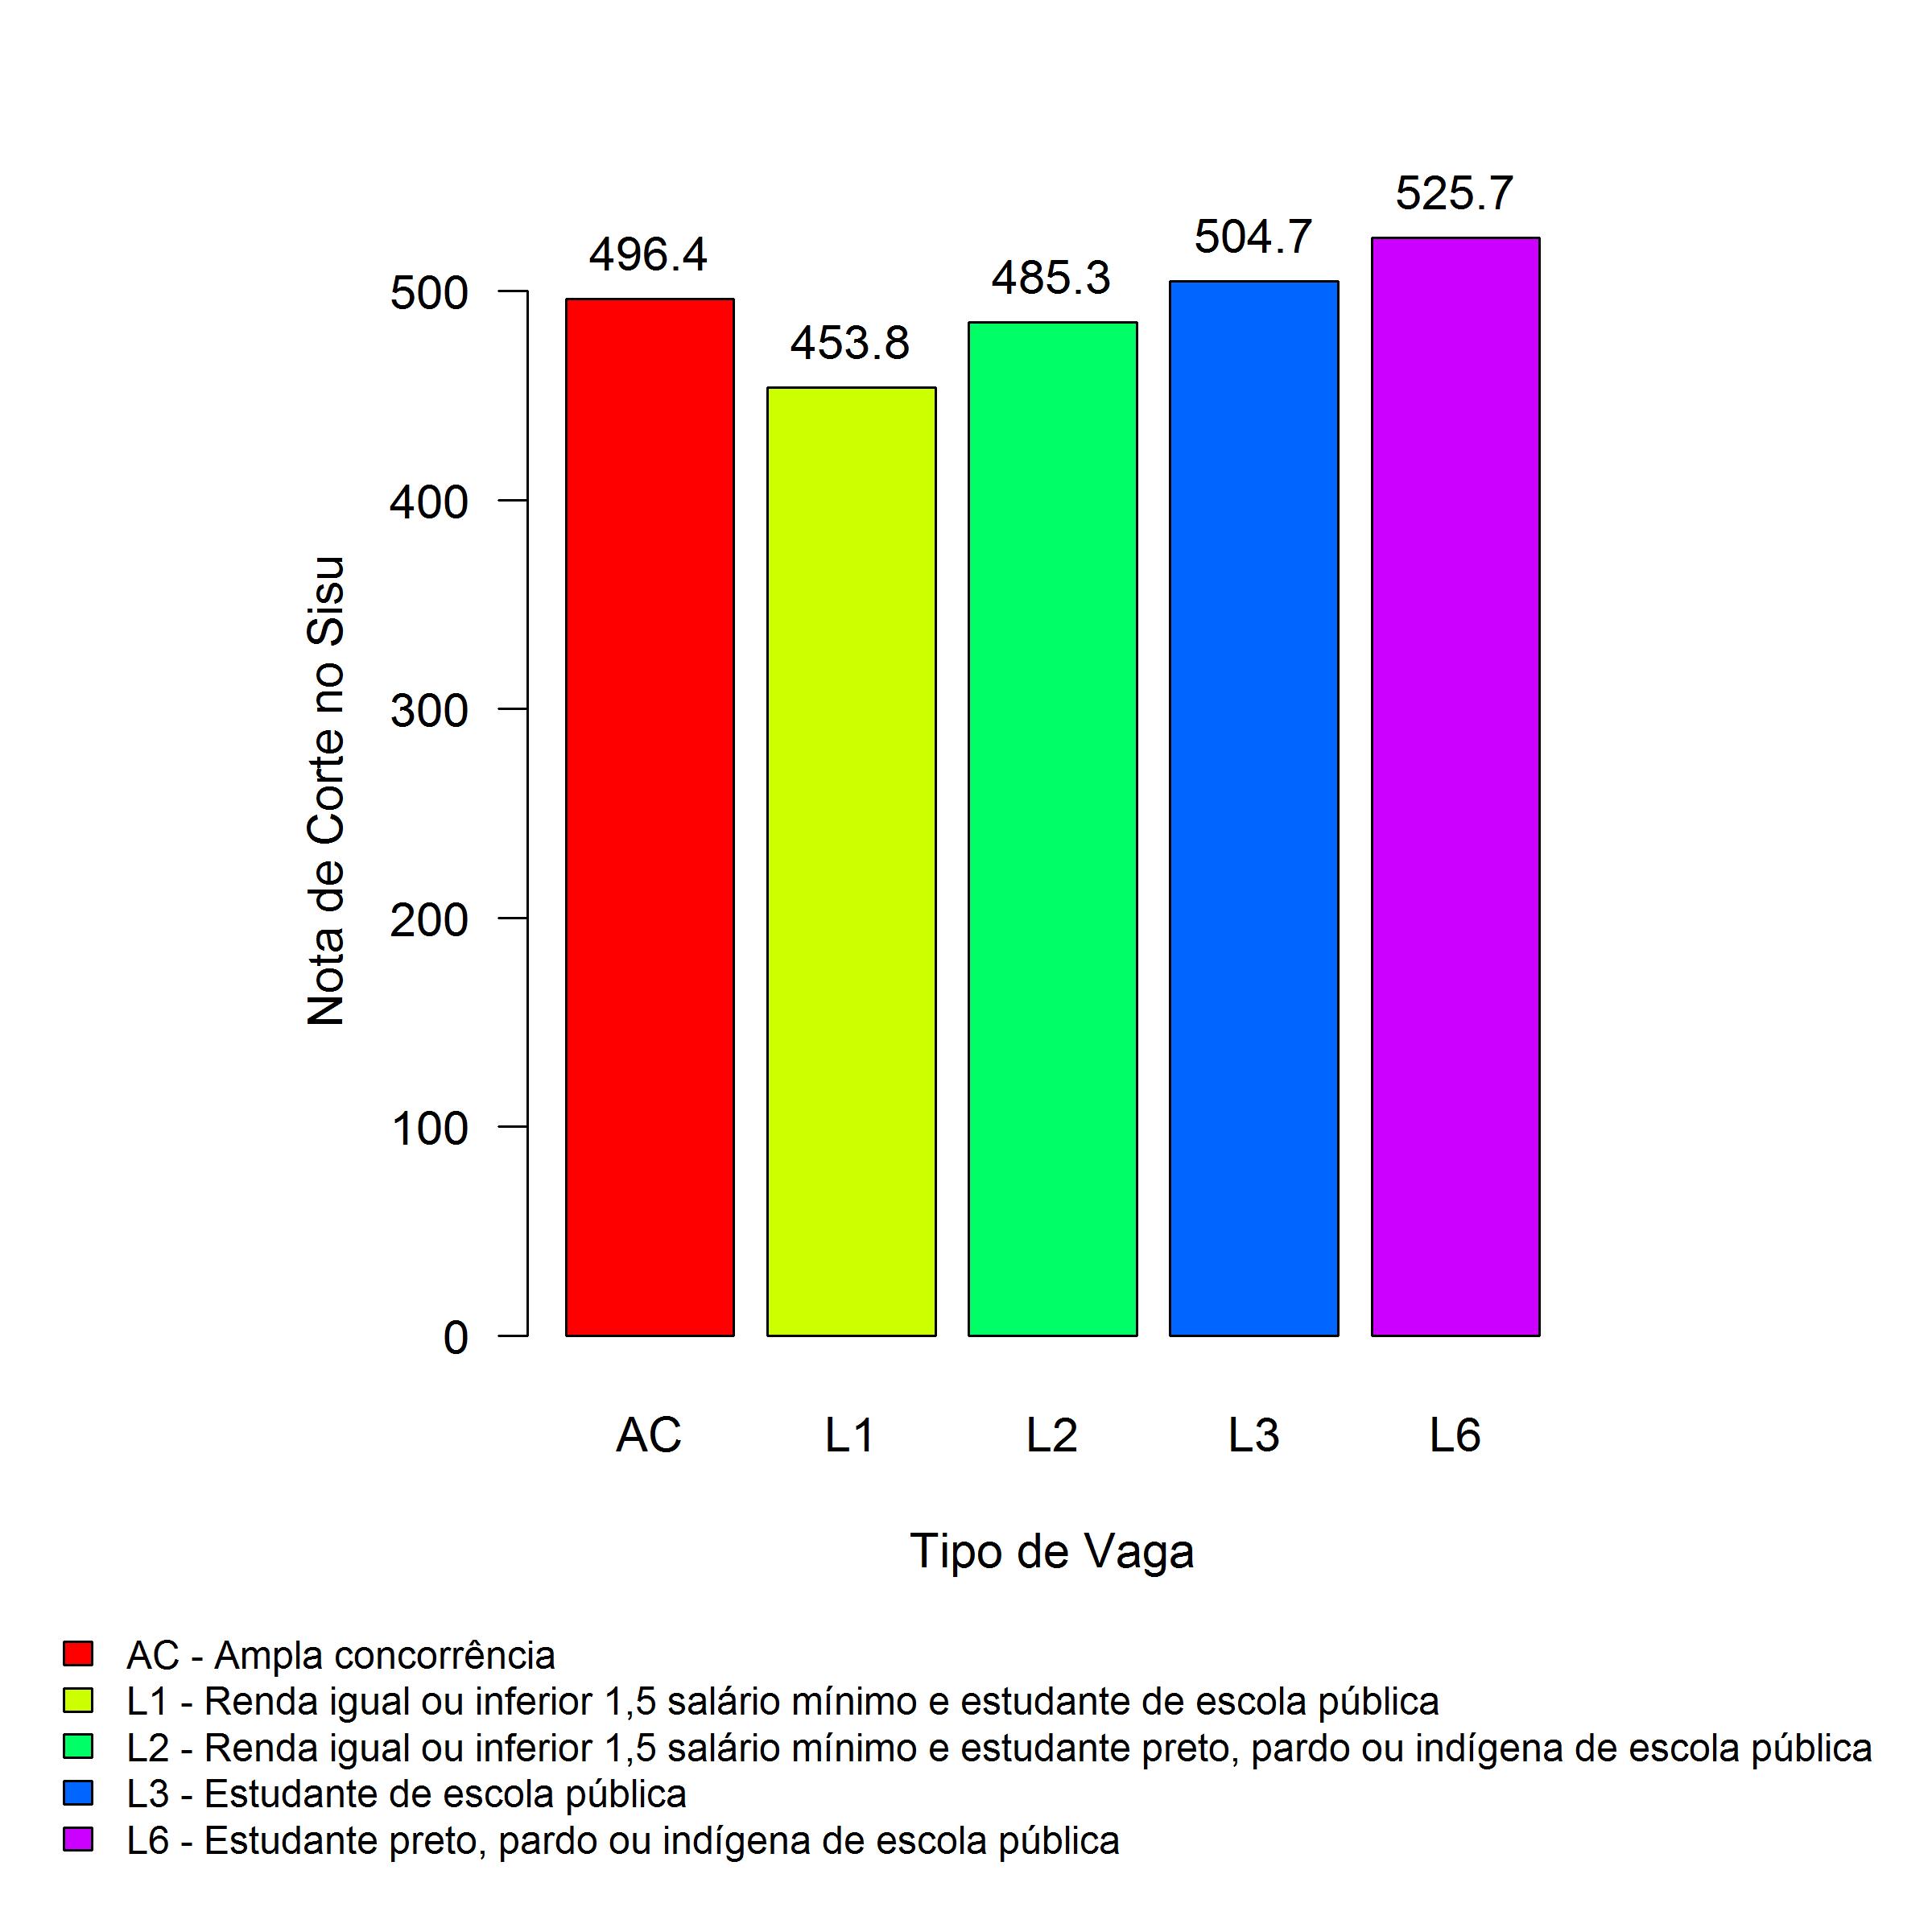 525.7
504.7
496.4
485.3
453.8
500
400
300
200
100
0
Nota de Corte no Sisu
AC L1 L2 L3 L6
Tipo de Vaga
AC - Ampla concorrência
L1 - Renda igual ou inferior 1,5 salário mínimo e estudante de escola pública
L2 - Renda igual ou inferior 1,5 salário mínimo e estudante preto, pardo ou indígena de escola pública
L3 - Estudante de escola pública
L6 - Estudante preto, pardo ou indígena de escola pública